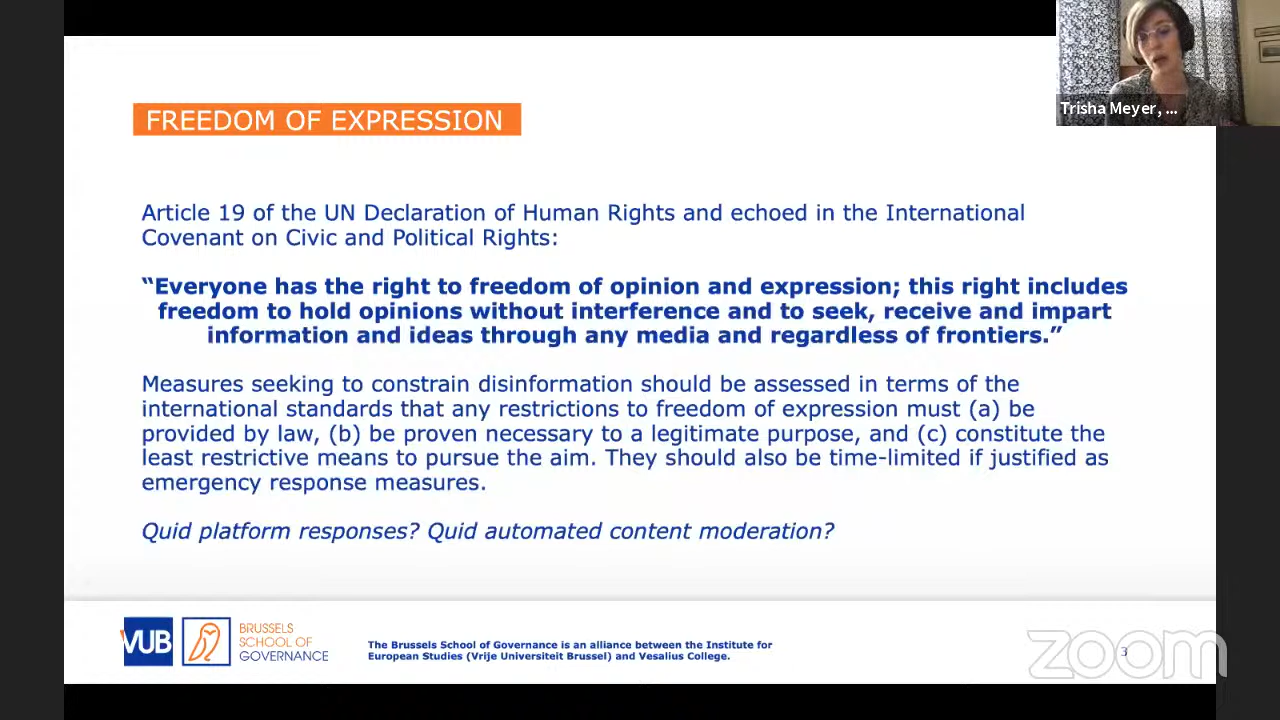 Trisha Meyer, ...
FREEDOM OF EXPRESSION
Article 19 of the UN Declaration of Human Rights and echoed in the International
Covenant on Civic and Political Rights:
“Everyone has the right to freedom of opinion and expression; this right includes
freedom to hold opinions without interference and to seek, receive and impart
information and ideas through any media and regardless of frontiers.”
Measures seeking to constrain disinformation should be assessed in terms of the
international standards that any restrictions to freedom of expression must (a) be
provided by law, (b) be proven necessary to a legitimate purpose, and (c) constitute the
least restrictive means to pursue the aim. They should also be time-limited if justified as
emergency response measures.
Quid platform responses? Quid automated content moderation?
VUB
BRUSSELS
SCHOOL OF
GOVERNANCE
The Brussels School of Governance is an alliance between the Institute for
European Studies (Vrije Universiteit Brussel) and Vesalius College.
3
zoom